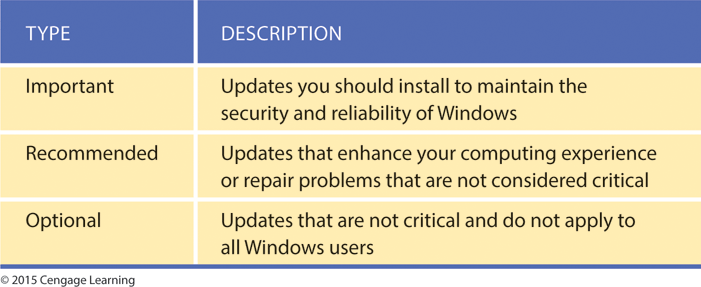 TYPE DESCRIPTION
Important Updates you should install to maintain the
security and reliability of Windows
Recommended Updates that enhance your computing experience
or repair problems that are not considered critical
Optional Updates that are not critical and do not apply to
all Windows users
© 2015 Cengage Learning